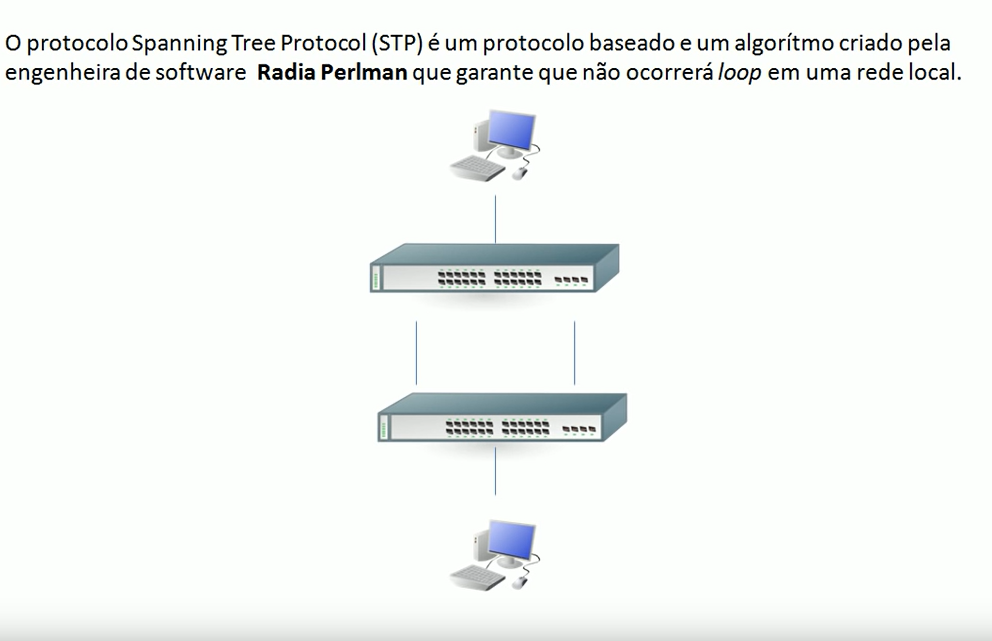 O protocolo Spanning Tree Protocol (STP) é um protocolo baseado e um algorítmo criado pela
engenheira de software Radia Perlman que garante que não ocorrerá loop em uma rede local.